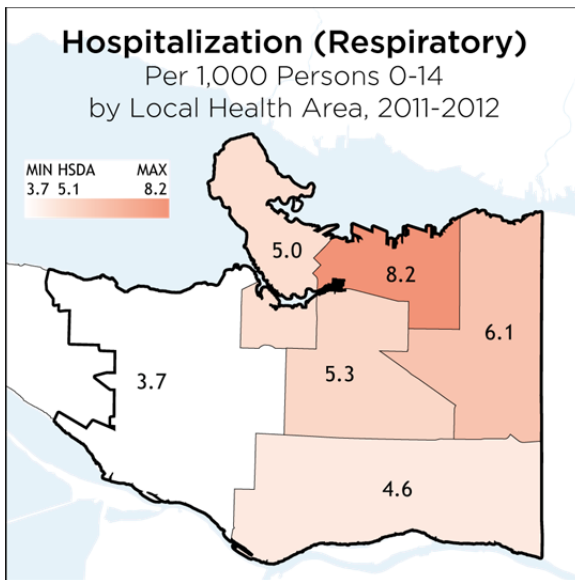 Hospitalization (Respiratory)
Per 1,000 Persons 0-14
by Local Health Area, 2011-2012
MIN HSDA MAX
3.7 5.1 8.2
5.0
8.2
6.1
3.7
5.3
4.6